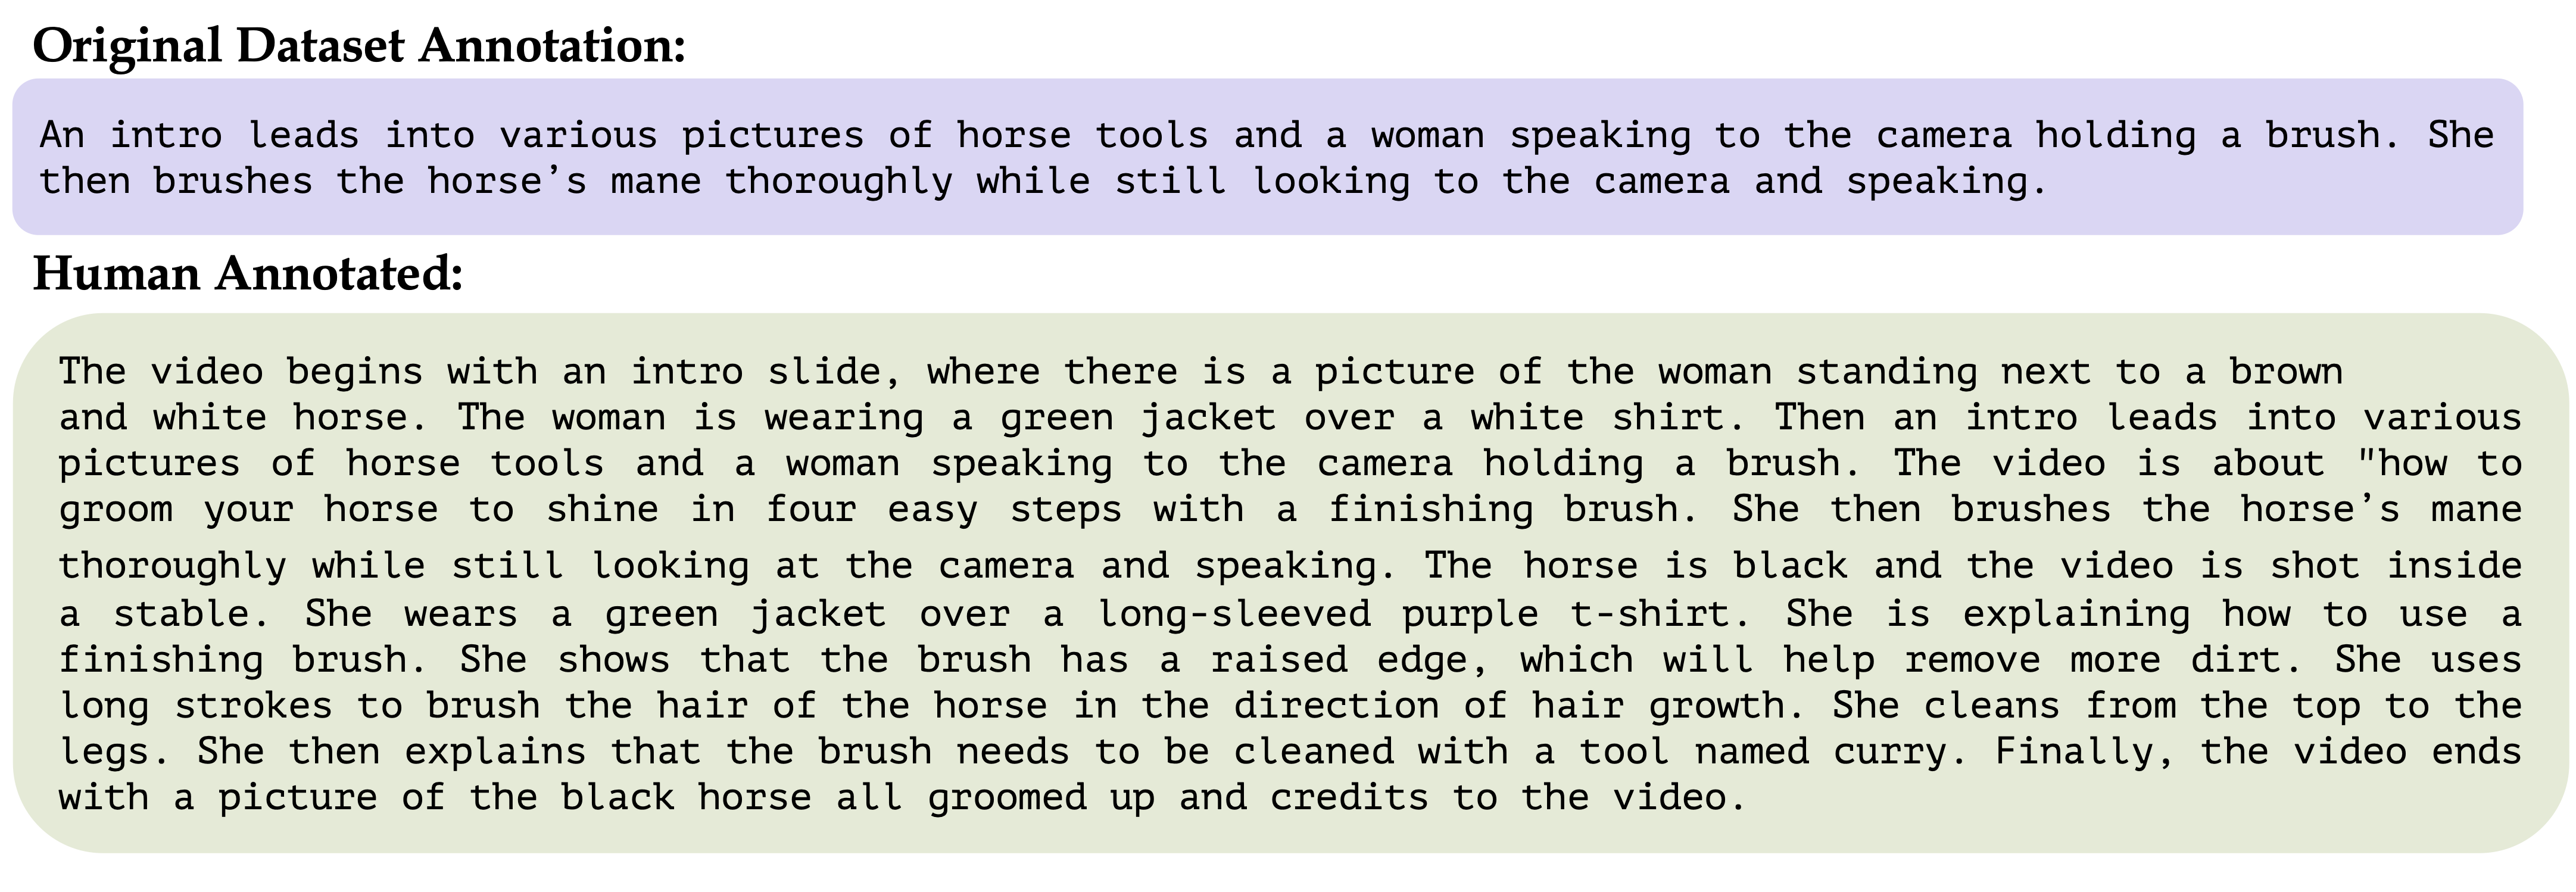 Original Dataset Annotation:
An intro leads into various pictures of horse tools and a woman speaking to the camera holding a brush. She
then brushes the horse’s mane thoroughly while still looking to the camera and speaking.
Human Annotated:
The video begins with an intro slide, where there is a picture of the woman standing next to a brown
and white horse. The woman is wearing a green jacket over a white shirt. Then an intro leads into various
pictures of horse tools and a woman speaking to the camera holding a brush. The video is about "how to
groom your horse to shine in four easy steps with a finishing brush. She then brushes the horse’s mane
thoroughly while still looking at the camera and speaking. The horse is black and the video is shot inside
a stable. She wears a green jacket over a long-sleeved purple t-shirt. She is explaining how to use a
finishing brush. She shows that the brush has a raised edge, which will help remove more dirt. She uses
long strokes to brush the hair of the horse in the direction of hair growth. She cleans from the top to the
legs. She then explains that the brush needs to be cleaned with a tool named curry. Finally, the video ends
with a picture of the black horse all groomed up and credits to the video.